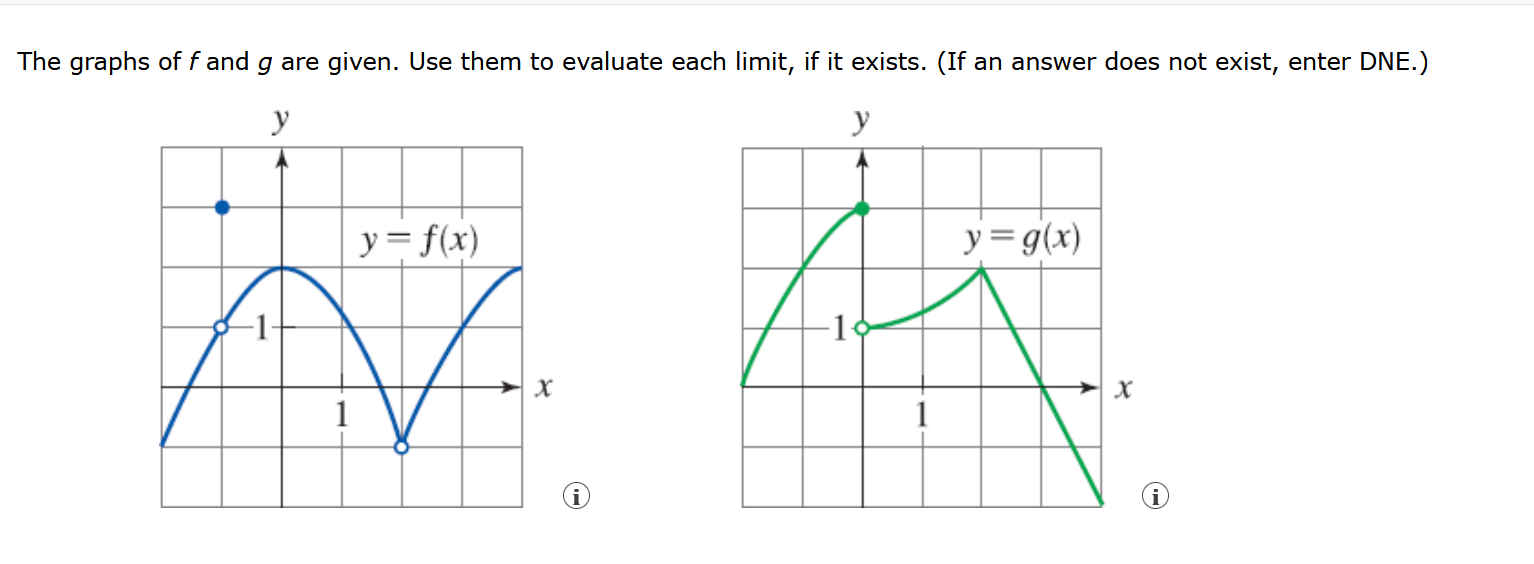 The graphs of f and g are given. Use them to evaluate each limit, if it exists. (If an answer does not exist, enter DNE.)
y
y = f(x)
1
1
x
i
y
y = g(x)
1
1
x
i